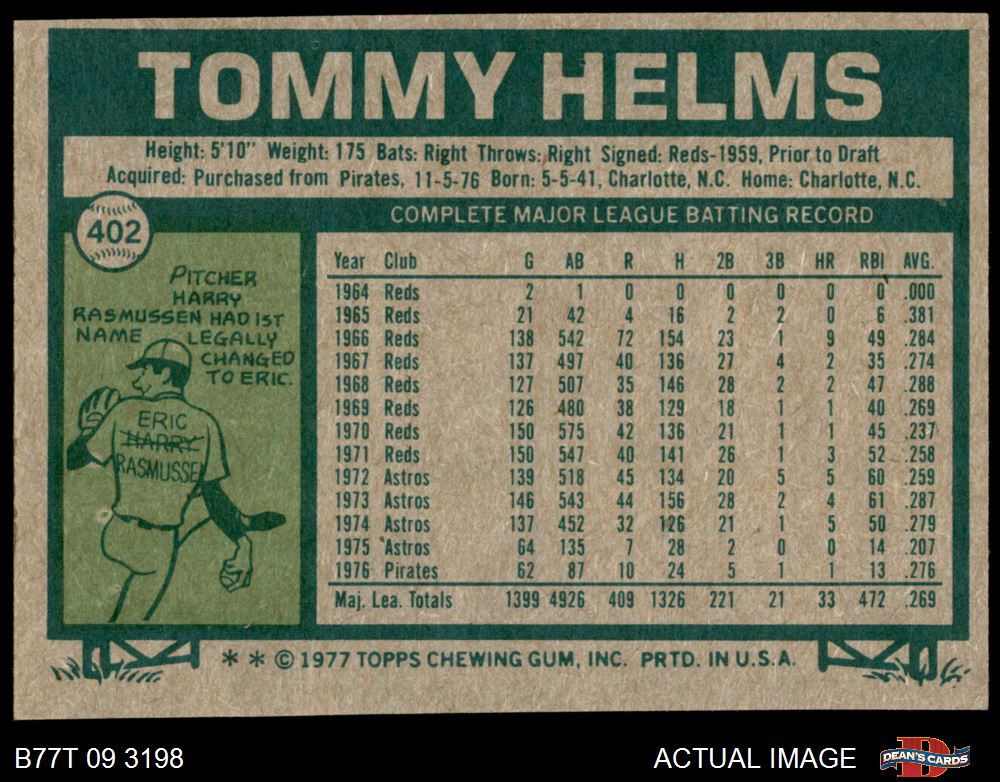 TOMMY HELMS
Height: 5'10" Weight: 175 Bats: Right Throws: Right Signed: Reds-1959, Prior to Draft
Acquired: Purchased from Pirates, 11-5-76 Born: 5-5-41, Charlotte, N.C. Home: Charlotte, N.C.
402
PITCHER
HARRY
RASMUSSEN HAD IST
NAME LEGALLY
CHANGED
TO ERIC.
ERIC
HARRY
RASMUSSE
COMPLETE MAJOR LEAGUE BATTING RECORD
Year Club G AB R H 2B 3B HR RBI AVG.
1964 Reds 2 1 0 0 0 0 0 0 .000
1965 Reds 21 42 4 16 2 2 0 6 .381
1966 Reds 138 542 72 154 23 1 9 49 .284
1967 Reds 137 497 40 136 27 4 2 35 .274
1968 Reds 127 507 35 146 28 2 2 47 .288
1969 Reds 126 480 38 129 18 1 1 40 .269
1970 Reds 150 575 42 136 21 1 1 45 .237
1971 Reds 150 547 40 141 26 1 3 52 .258
1972 Astros 139 518 45 134 20 5 5 60 .259
1973 Astros 146 543 44 156 28 2 4 61 .287
1974 Astros 137 452 32 126 21 1 5 50 .279
1975 Astros 64 135 7 28 2 0 0 14 .207
1976 Pirates 62 87 10 24 5 1 1 13 .276
Maj. Lea. Totals 1399 4926 409 1326 221 21 33 472 .269
* * © 1977 TOPPS CHEWING GUM, INC. PRTD. IN U.S.A.
B77T 09 3198
ACTUAL IMAGE
D
DEAN'S CARDS